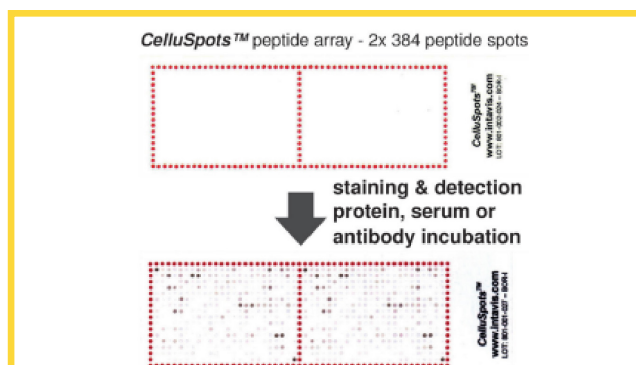 CelluSpots™ peptide array - 2x 384 peptide spots
CelluSpots™
www.intavis.com
staining & detection
protein, serum or
antibody incubation
CelluSpots™
www.intavis.com